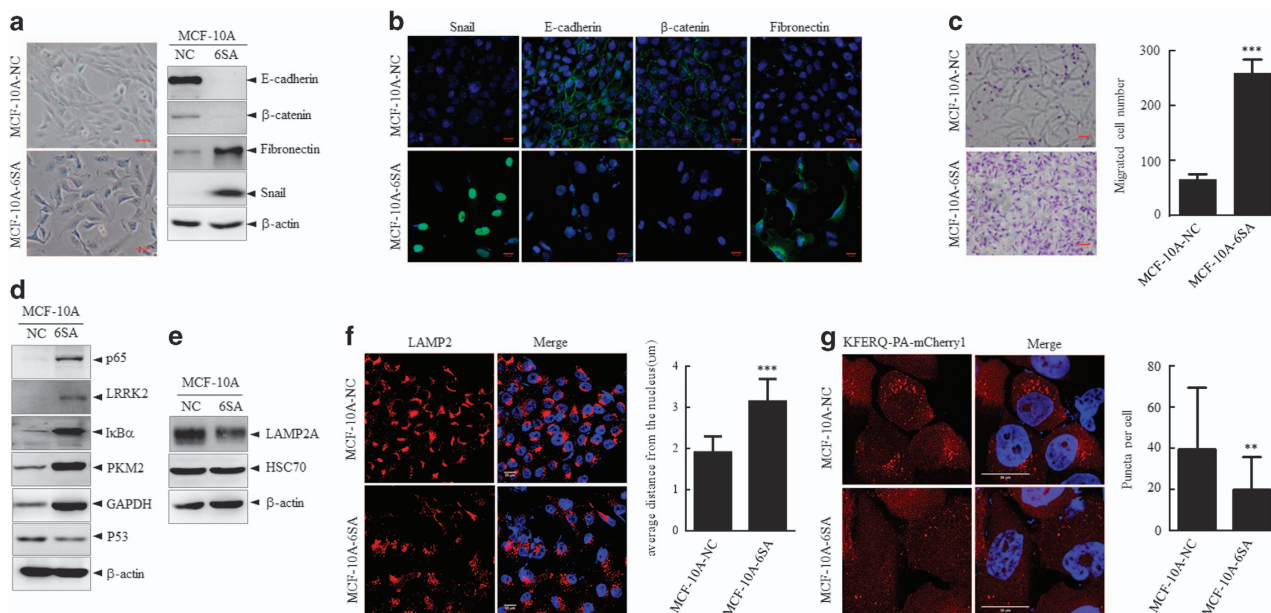 a
MCF-10A-NC
MCF-10A-6SA
MCF-10A
NC 6SA
E-cadherin
β-catenin
Fibronectin
Snail
β-actin
b
Snail E-cadherin β-catenin Fibronectin
MCF-10A-NC
MCF-10A-6SA
c
MCF-10A-NC
MCF-10A-6SA
Migrated cell number
300
200
100
0
***
MCF-10A-NC
MCF-10A-6SA
d
MCF-10A
NC 6SA
p65
LRRK2
IκBα
PKM2
GAPDH
P53
β-actin
e
MCF-10A
NC 6SA
LAMP2A
HSC70
β-actin
f
LAMP2 Merge
MCF-10A-NC
MCF-10A-6SA
average distance from the nucleus(υm)
4
3
2
1
0
***
MCF-10A-NC
MCF-10A-6SA
g
KFERQ-PA-mCherry1 Merge
MCF-10A-NC
MCF-10A-6SA
Puncta per cell
80
60
40
20
0
**
MCF-10A-NC
MCF-10A-6SA